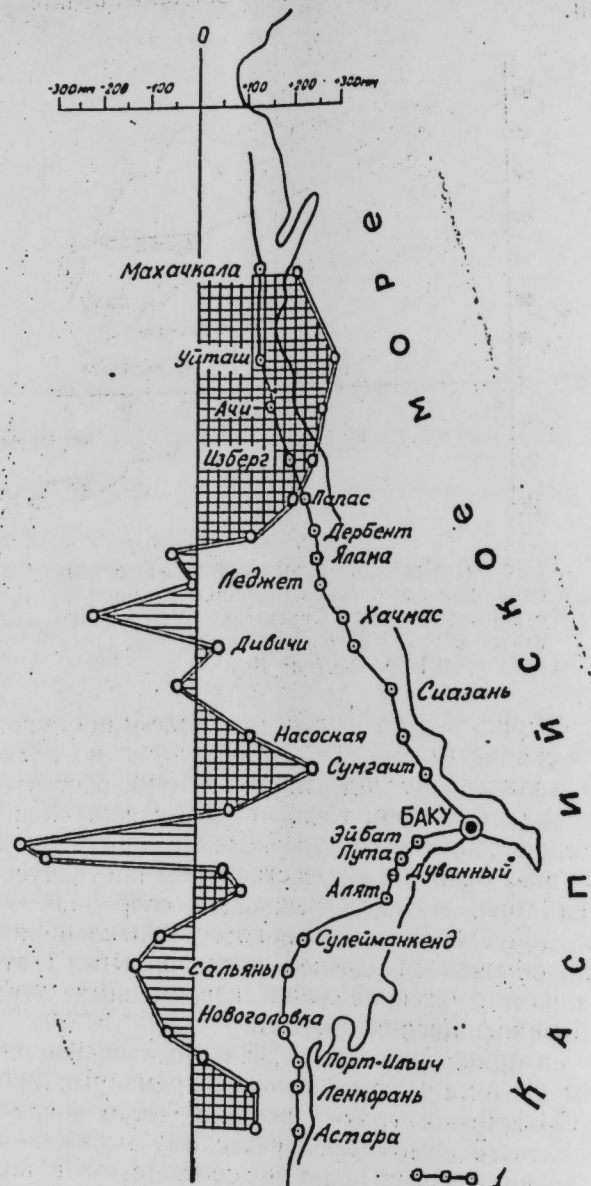 0
-300мм -200 -100 +100 +200 +300мм
Махачкала
Уйташ
Ачи
Изберг
Папас
Дербент
Ялама
Леджет
Хачмас
Дивичи
Сиазань
Насосная
Сумгаит
БАКУ
Эйбат
Пута
Дуванный
Алят
Сулейманкенд
Сальяны
Новоголовка
Порт-Ильич
Ленкорань
Астара
КАСПИЙСКОЕ МОРЕ
1